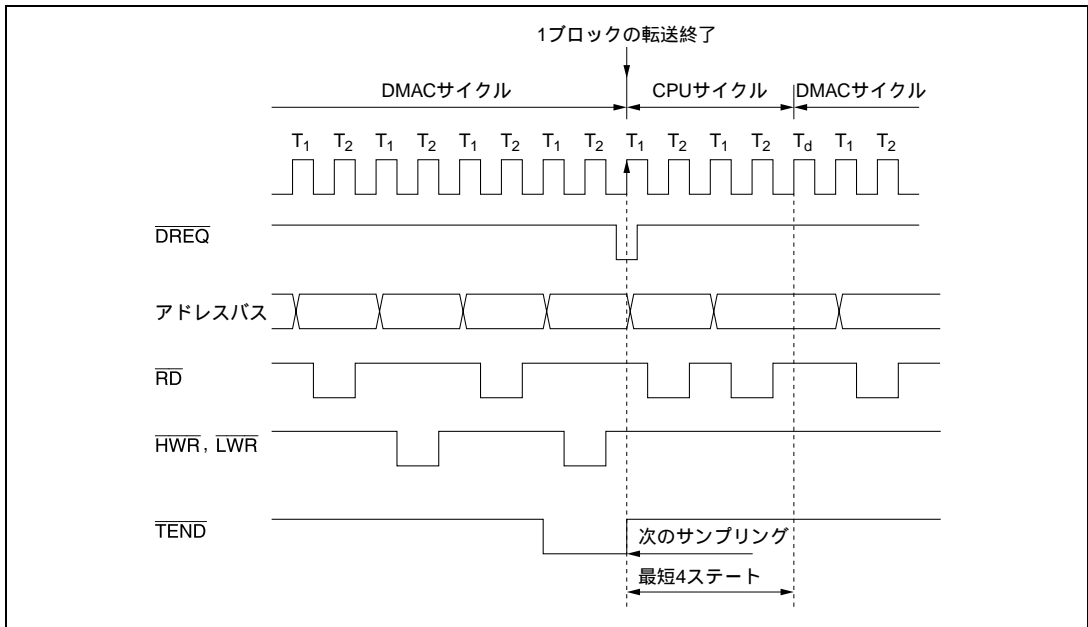 1ブロックの転送終了
DMACサイクル CPUサイクル DMACサイクル
T1 T2 T1 T2 T1 T2 T1 T2 T1 T2 T1 T2 Td T1 T2
DREQ
アドレスバス
RD
HWR, LWR
TEND
次のサンプリング
最短4ステート